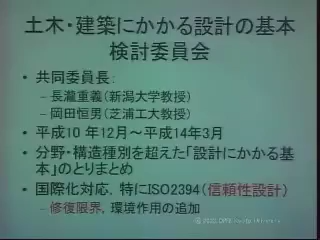 土木・建築にかかる設計の基本
検討委員会
• 共同委員長:
– 長瀧重義(新潟大学教授)
– 岡田恒男(芝浦工大教授)
• 平成10 年12月～平成14年3月
• 分野・構造種別を超えた「設計にかかる基
本」のとりまとめ
• 国際化対応, 特にISO2394(信頼性設計)
– 修復限界, 環境作用の追加